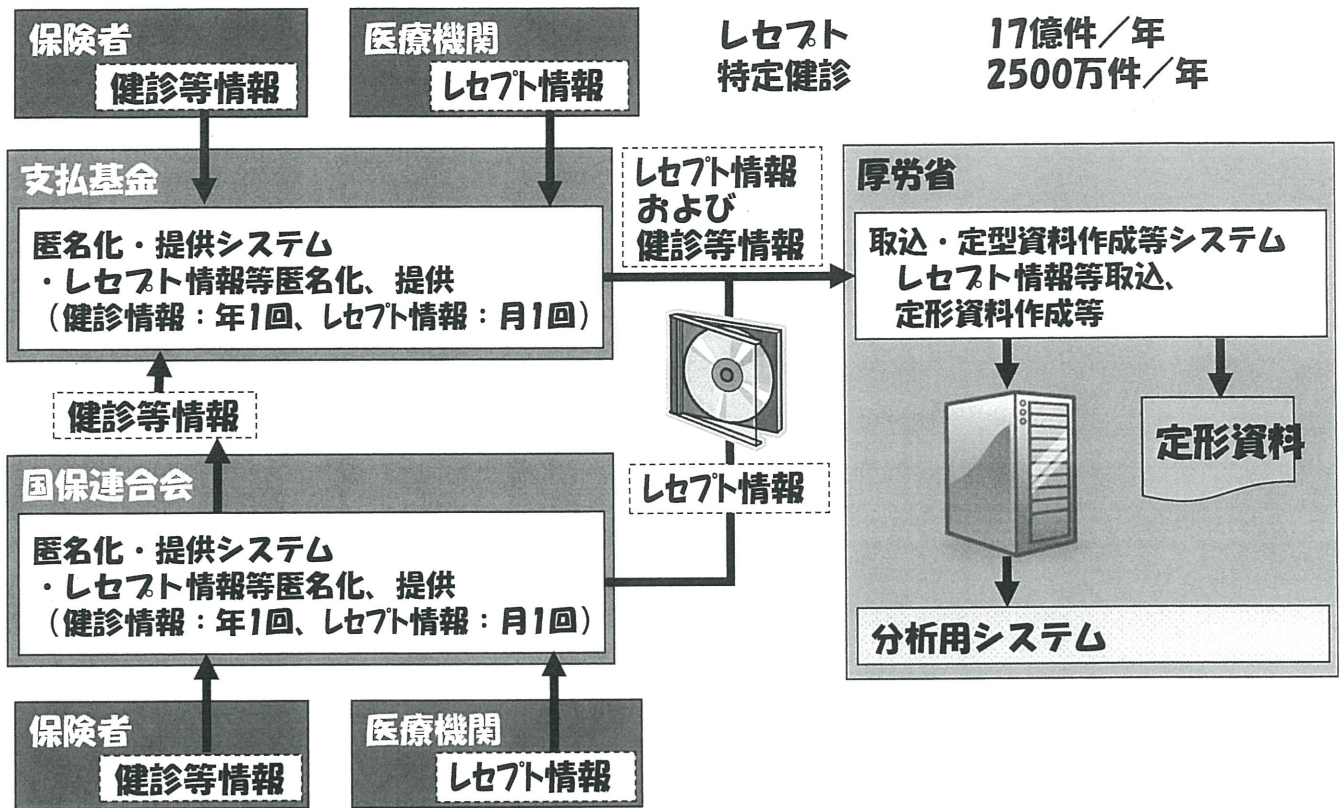 保険者
健診等情報
医療機関
レセプト情報
レセプト 17億件／年
特定健診 2500万件／年
支払基金
匿名化・提供システム
・レセプト情報等匿名化、提供
（健診情報：年1回、レセプト情報：月1回）
レセプト情報
および
健診等情報
厚労省
取込・定型資料作成等システム
レセプト情報等取込、
定形資料作成等
定形資料
分析用システム
健診等情報
レセプト情報
国保連合会
匿名化・提供システム
・レセプト情報等匿名化、提供
（健診情報：年1回、レセプト情報：月1回）
保険者
健診等情報
医療機関
レセプト情報